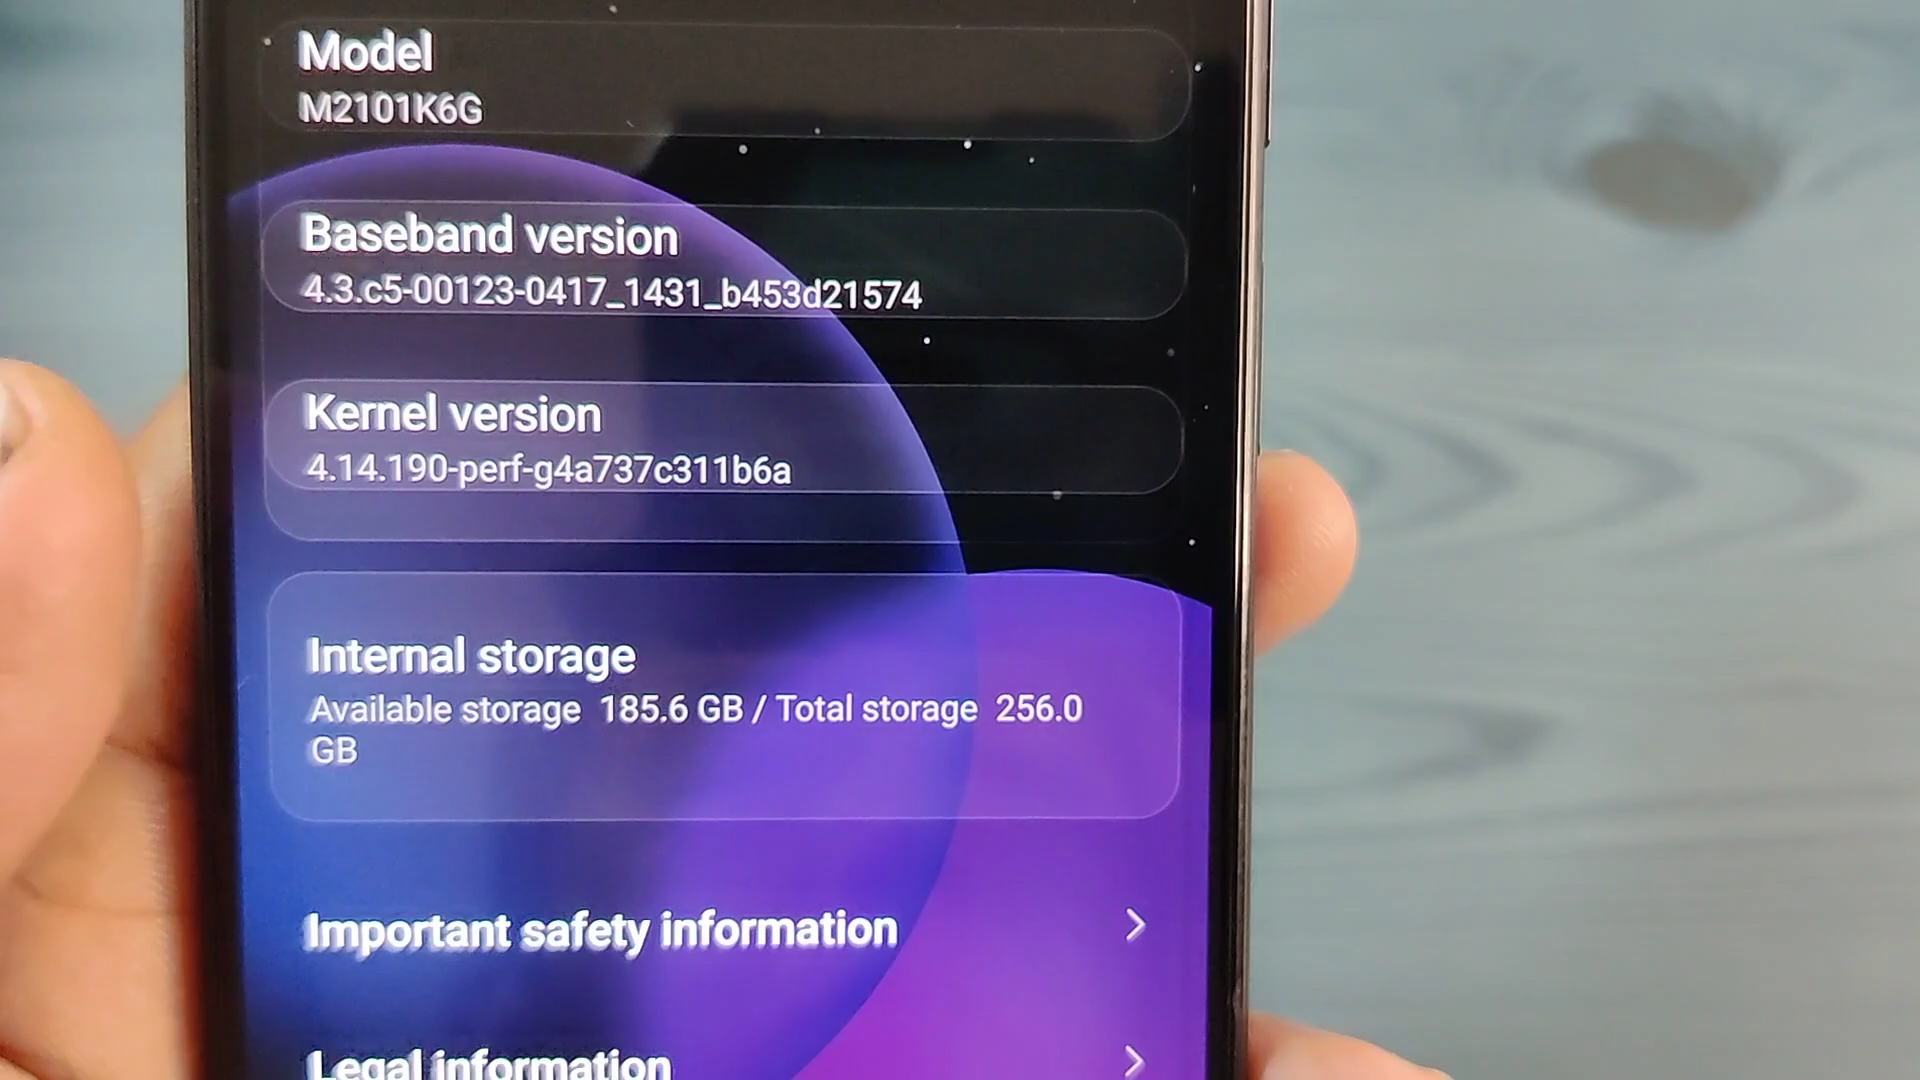 Model
M2101K6G
Baseband version
4.3.c5-00123-0417_1431_b453d21574
Kernel version
4.14.190-perf-g4a737c311b6a
Internal storage
Available storage 185.6 GB / Total storage 256.0
GB
Important safety information
Legal information